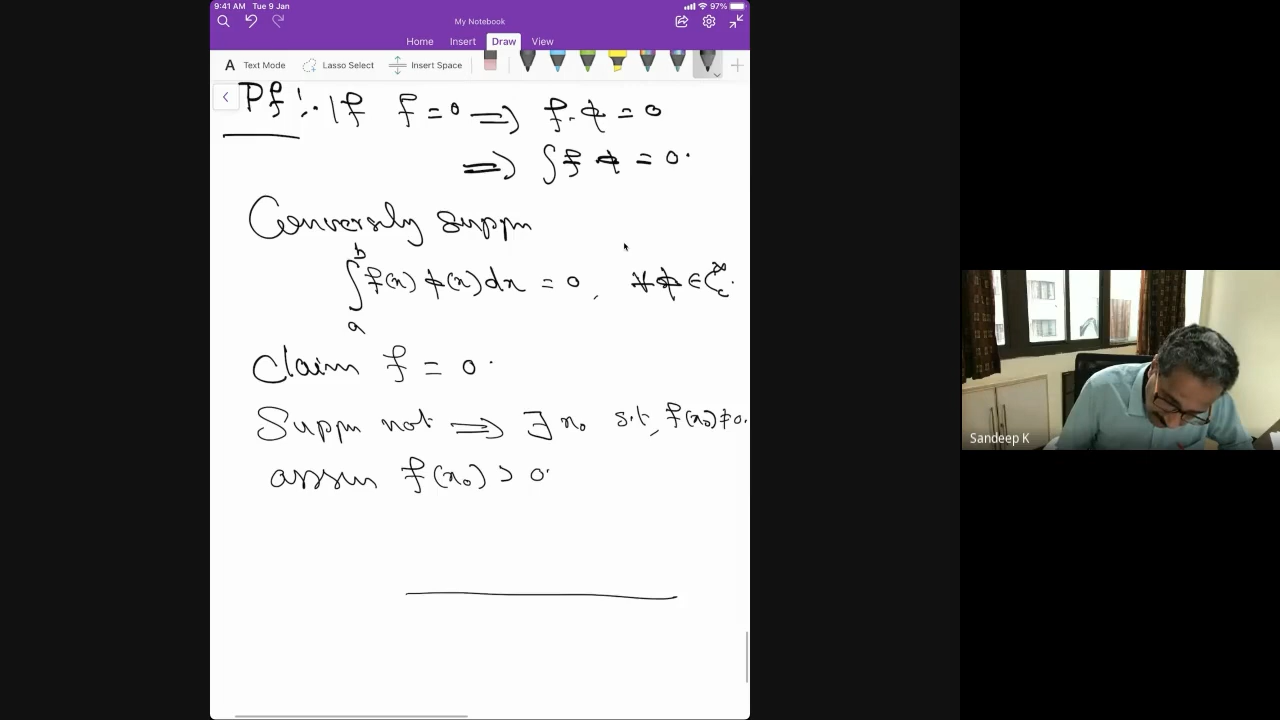 9:41 AM Tue 9 Jan
97%
My Notebook
Home Insert Draw View
A Text Mode Lasso Select Insert Space
Pf :. If f = 0 ⟹ f.ϕ = 0
⟹ ∫f ϕ = 0.
Conversly suppn
∫_a^b f(x) ϕ(x) dx = 0, ∀ϕ ∈ C_c^∞.
Claim f = 0.
Suppn not ⟹ ∃ x₀ s.t, f(x₀) ≠ 0.
assum f(x₀) > 0.
Sandeep K